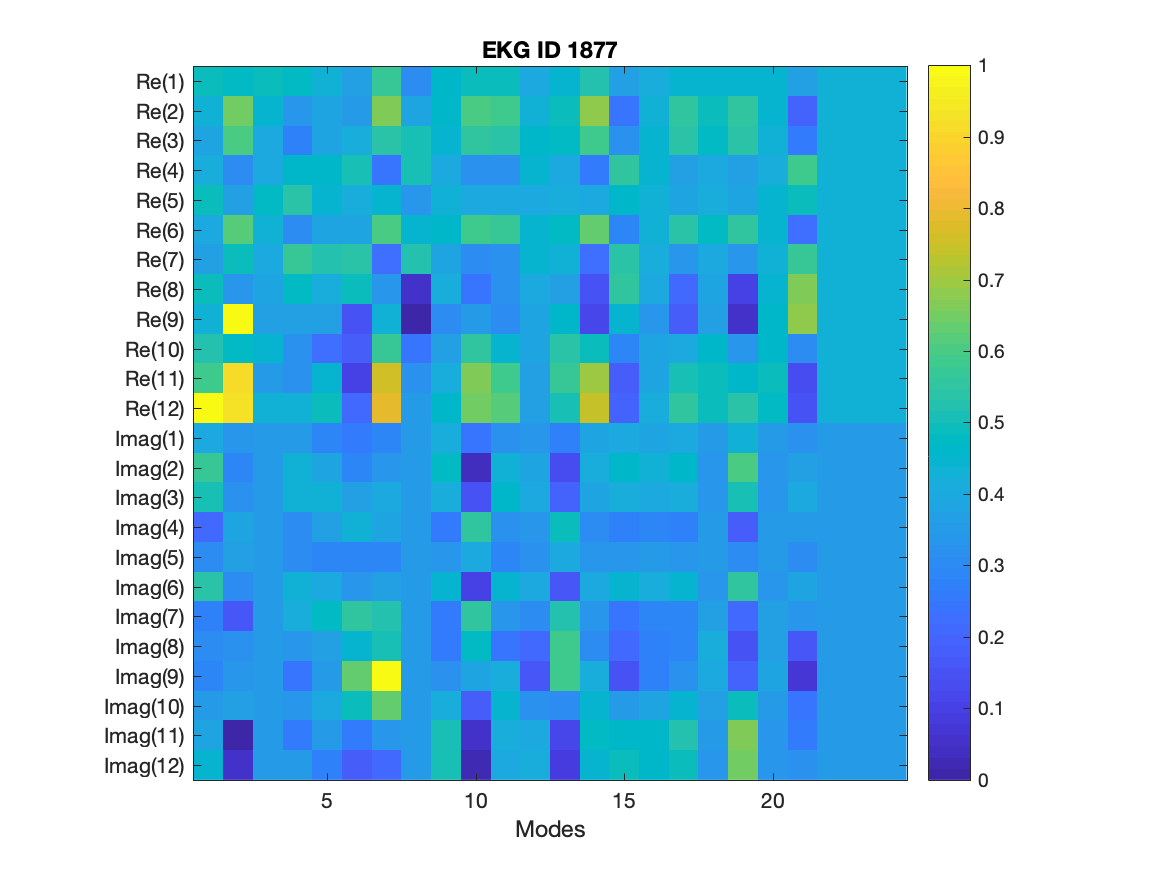 EKG ID 1877
Re(1)
Re(2)
Re(3)
Re(4)
Re(5)
Re(6)
Re(7)
Re(8)
Re(9)
Re(10)
Re(11)
Re(12)
Imag(1)
Imag(2)
Imag(3)
Imag(4)
Imag(5)
Imag(6)
Imag(7)
Imag(8)
Imag(9)
Imag(10)
Imag(11)
Imag(12)
5 10 15 20
Modes
1
0.9
0.8
0.7
0.6
0.5
0.4
0.3
0.2
0.1
0